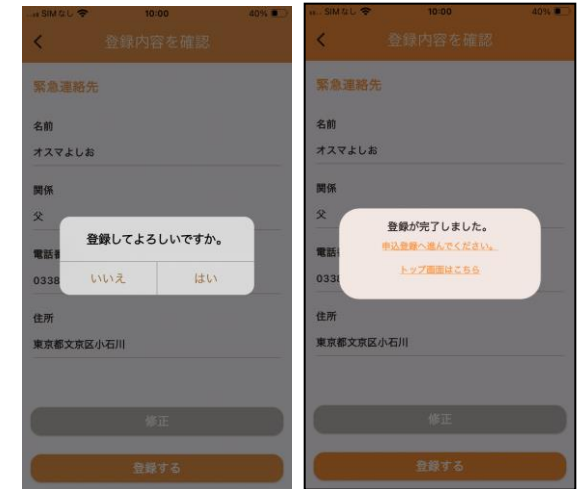 SIMなし 10:00 40%
登録内容を確認
緊急連絡先
名前
オスマよしお
関係
父
登録してよろしいですか。
電話
0338
いいえ はい
住所
東京都文京区小石川
修正
登録する
SIMなし 10:00 40%
登録内容を確認
緊急連絡先
名前
オスマよしお
関係
父
登録が完了しました。
電話
申込登録へ進んでください。
0338
トップ画面はこちら
住所
東京都文京区小石川
修正
登録する